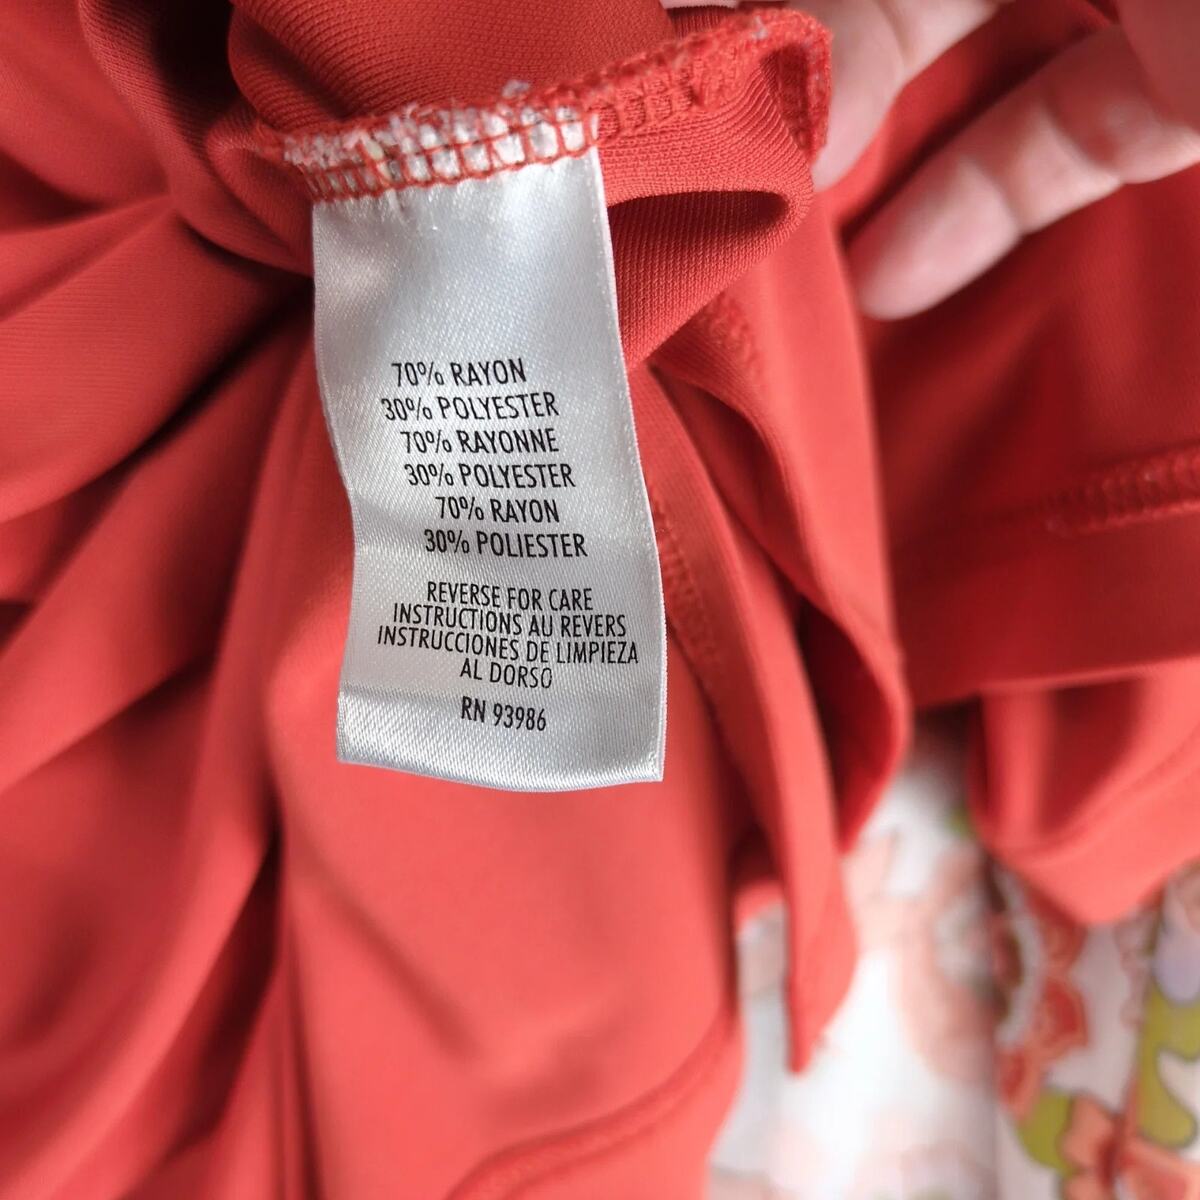 70% RAYON
30% POLYESTER
70% RAYONNE
30% POLYESTER
70% RAYON
30% POLIESTER
REVERSE FOR CARE
INSTRUCTIONS AU REVERS
INSTRUCCIONES DE LIMPIEZA
AL DORSO
RN 93986